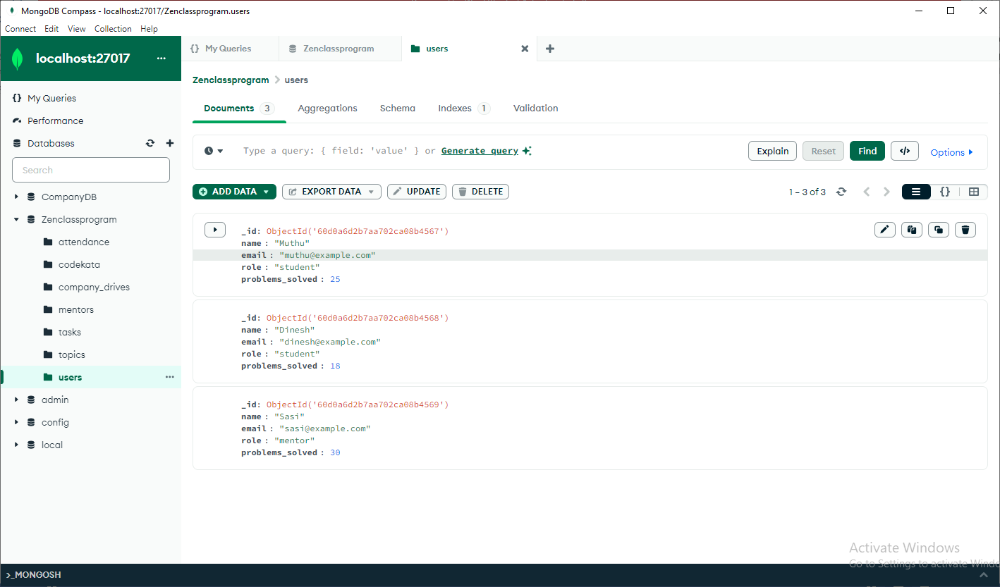 MongoDB Compass - localhost:27017/Zenclassprogram.users
Connect Edit View Collection Help
localhost:27017
My Queries
Zenclassprogram
users
Zenclassprogram > users
My Queries
Performance
Databases
Search
CompanyDB
Zenclassprogram
attendance
codekata
company_drives
mentors
tasks
topics
users
admin
config
local
Documents 3 Aggregations Schema Indexes 1 Validation
Type a query: { field: 'value' } or Generate query
Explain Reset Find </> Options
ADD DATA EXPORT DATA UPDATE DELETE
1 – 3 of 3
_id: ObjectId('60d0a6d2b7aa702ca08b4567')
name : "Muthu"
email : "muthu@example.com"
role : "student"
problems_solved : 25
_id: ObjectId('60d0a6d2b7aa702ca08b4568')
name : "Dinesh"
email : "dinesh@example.com"
role : "student"
problems_solved : 18
_id: ObjectId('60d0a6d2b7aa702ca08b4569')
name : "Sasi"
email : "sasi@example.com"
role : "mentor"
problems_solved : 30
Activate Windows
Go to Settings to activate Windo
>_MONGOSH